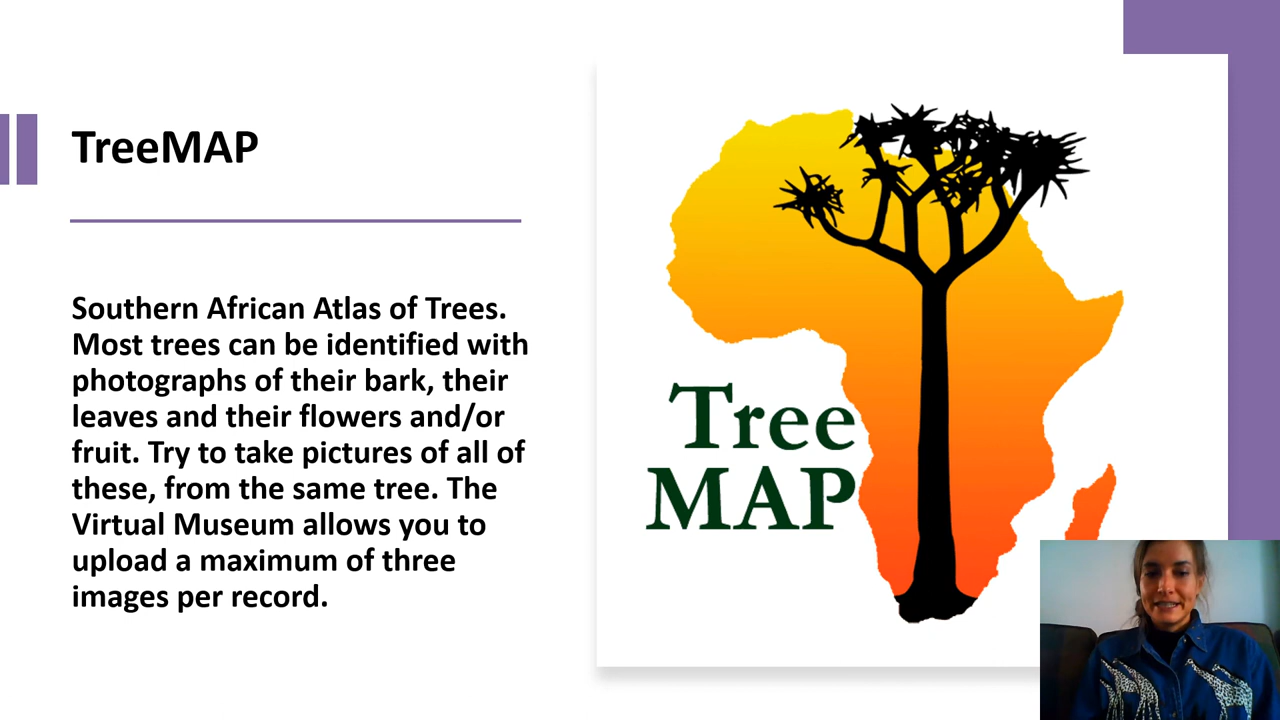 TreeMAP
Southern African Atlas of Trees.
Most trees can be identified with
photographs of their bark, their
leaves and their flowers and/or
fruit. Try to take pictures of all of
these, from the same tree. The
Virtual Museum allows you to
upload a maximum of three
images per record.
Tree
MAP